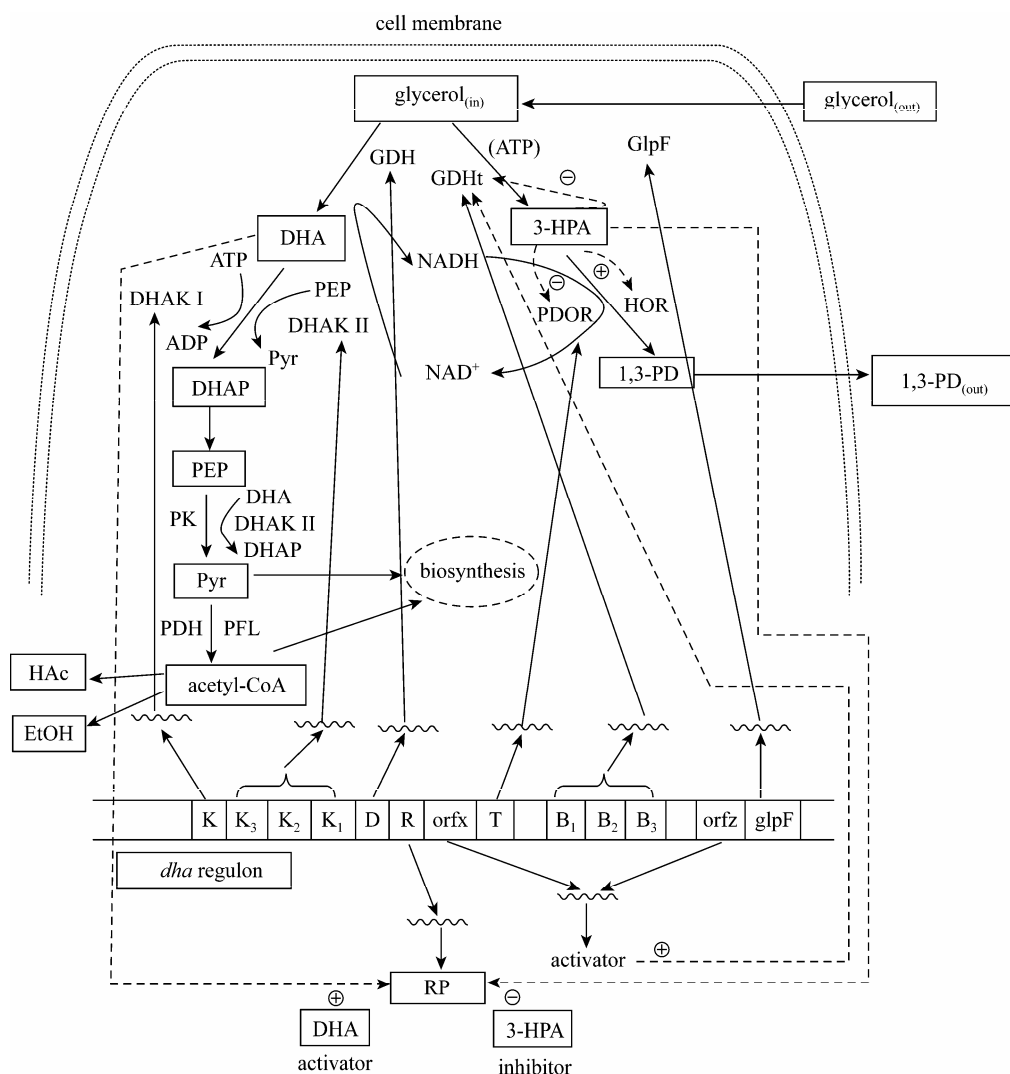 cell membrane
glycerol(in)
glycerol(out)
(ATP)
GlpF
GDH
GDHt
⊖
3-HPA
DHA
ATP
NADH
⊕
PEP
⊖
HOR
DHAK I
PDOR
DHAK II
ADP
Pyr
NAD+
1,3-PD
1,3-PD(out)
DHAP
PEP
DHA
PK
DHAK II
DHAP
biosynthesis
Pyr
PDH
PFL
HAc
acetyl-CoA
EtOH
K K3 K2 K1 D R orfx T B1 B2 B3 orfz glpF
dha regulon
activator
⊕
RP
⊕
⊖
DHA
3-HPA
activator
inhibitor